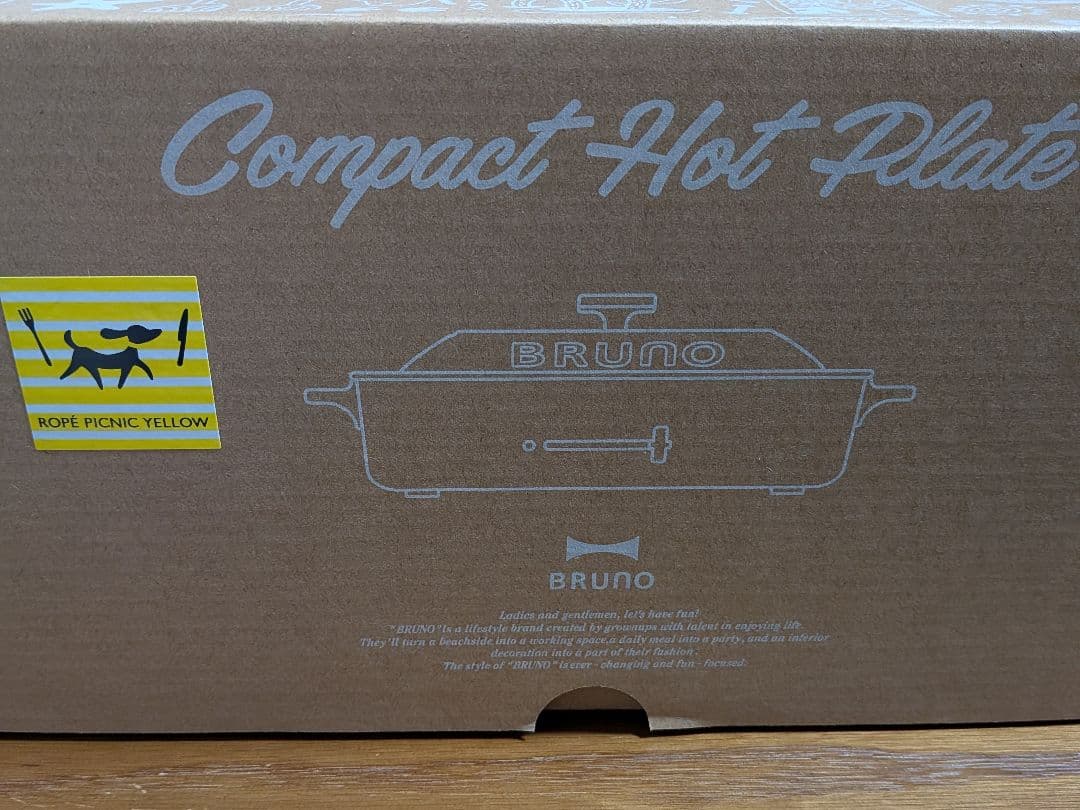 Compact Hot Plate
BRUNO
ROPÉ PICNIC YELLOW
BRUNO
Ladies and gentlemen, let's have fun!
"BRUNO" is a lifestyle brand created by grownups with talent in enjoying life.
They'll turn a beachside into a working space,a daily meal into a party, and an interior
decoration into a part of their fashion.
The style of "BRUNO" is ever-changing and fun-focused.